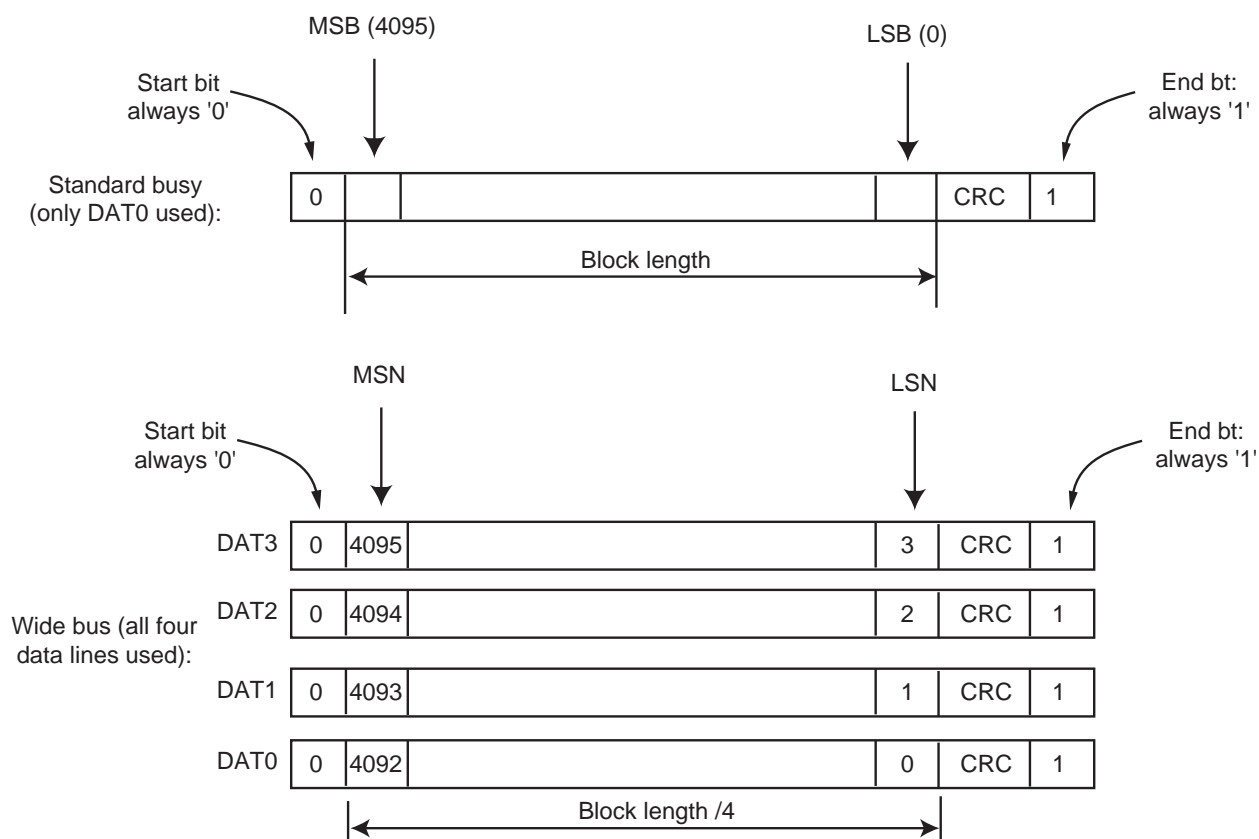 MSB (4095)
LSB (0)
Start bit
always '0'
End bt:
always '1'
Standard busy
(only DAT0 used):
0
CRC
1
Block length
MSN
LSN
Start bit
always '0'
End bt:
always '1'
DAT3 0 4095 3 CRC 1
DAT2 0 4094 2 CRC 1
Wide bus (all four
data lines used):
DAT1 0 4093 1 CRC 1
DAT0 0 4092 0 CRC 1
Block length /4